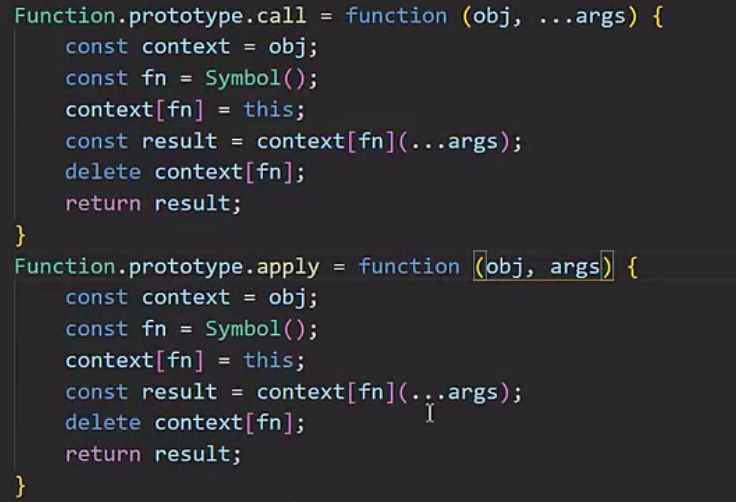 Function.prototype.call = function (obj, ...args) {
    const context = obj;
    const fn = Symbol();
    context[fn] = this;
    const result = context[fn](...args);
    delete context[fn];
    return result;
}
Function.prototype.apply = function (obj, args) {
    const context = obj;
    const fn = Symbol();
    context[fn] = this;
    const result = context[fn](...args);
    delete context[fn];
    return result;
}